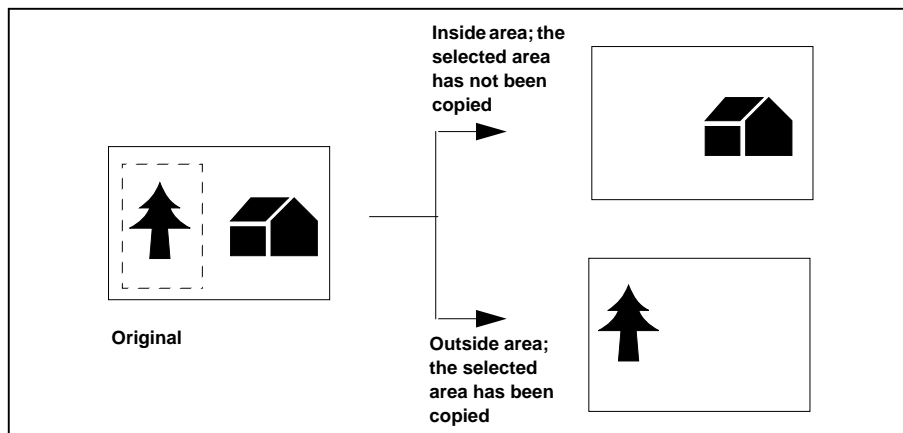 Inside area; the
selected area
has not been
copied
Original
Outside area;
the selected
area has been
copied